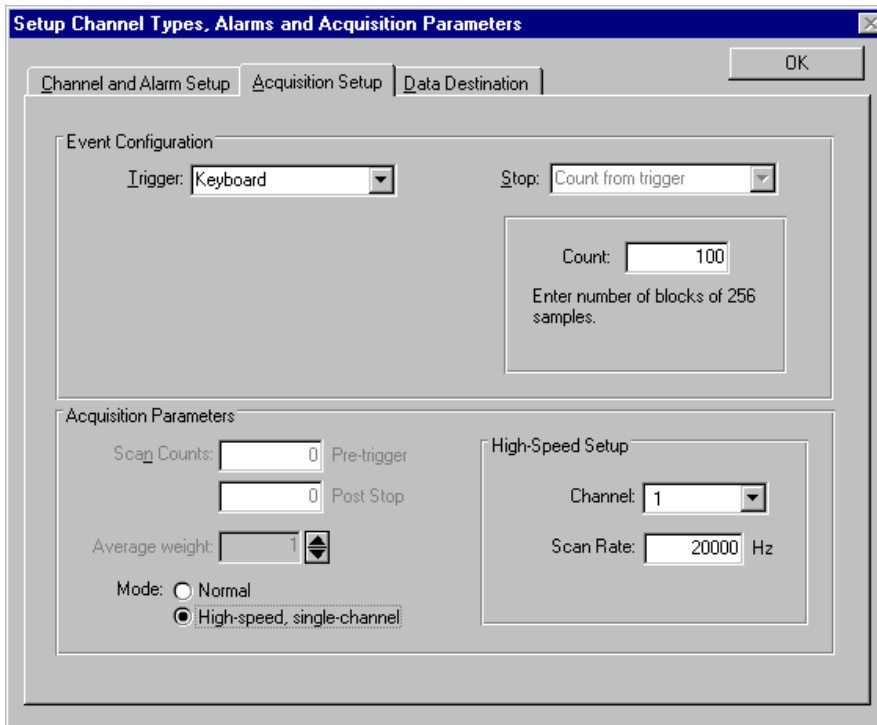 Setup Channel Types, Alarms and Acquisition Parameters
OK
Channel and Alarm Setup
Acquisition Setup
Data Destination
Event Configuration
Trigger: Keyboard
Stop: Count from trigger
Count: 100
Enter number of blocks of 256
samples.
Acquisition Parameters
Scan Counts: 0 Pre-trigger
0 Post Stop
Average weight: 1
Mode: Normal
High-speed, single-channel
High-Speed Setup
Channel: 1
Scan Rate: 20000 Hz